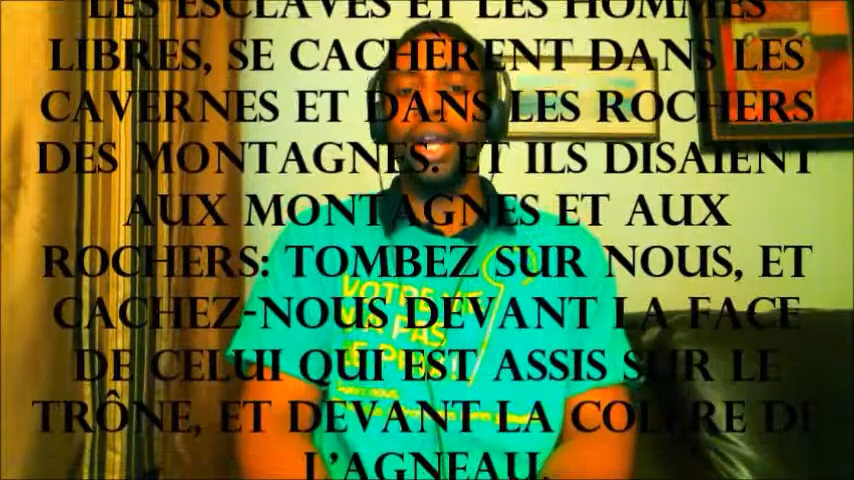 LES ESCLAVES ET LES HOMMES
LIBRES, SE CACHÈRENT DANS LES
CAVERNES ET DANS LES ROCHERS
DES MONTAGNES. ET ILS DISAIENT
AUX MONTAGNES ET AUX
ROCHERS: TOMBEZ SUR NOUS, ET
CACHEZ-NOUS DEVANT LA FACE
DE CELUI QUI EST ASSIS SUR LE
TRÔNE, ET DEVANT LA COLÈRE DE
L'AGNEAU.
VOTRE
PAS